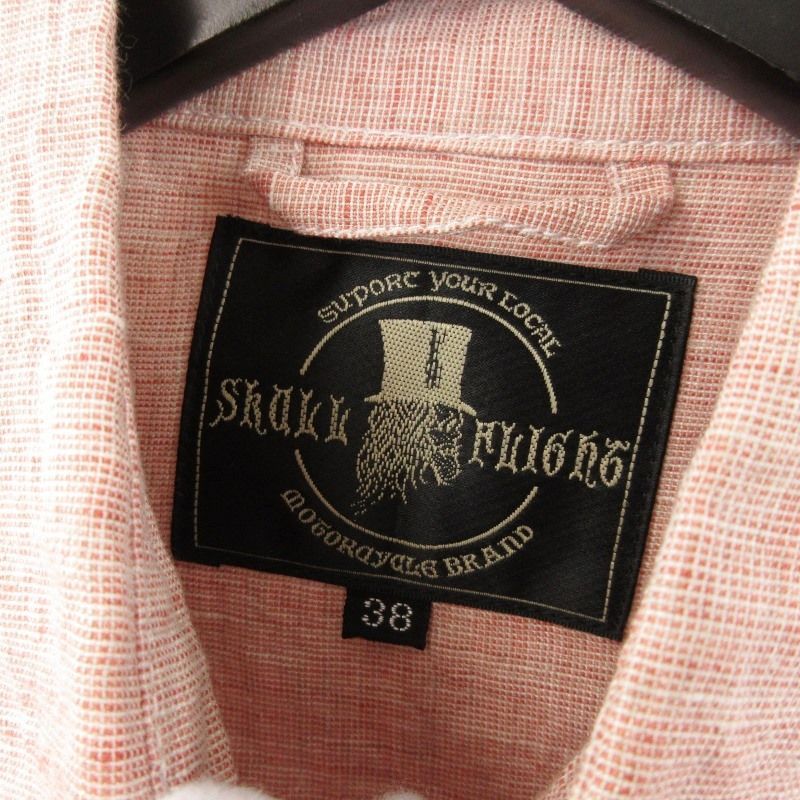 SUPORT YOUR LOCAL
SKULL FLIGHT
MOTORCYCLE BRAND
38